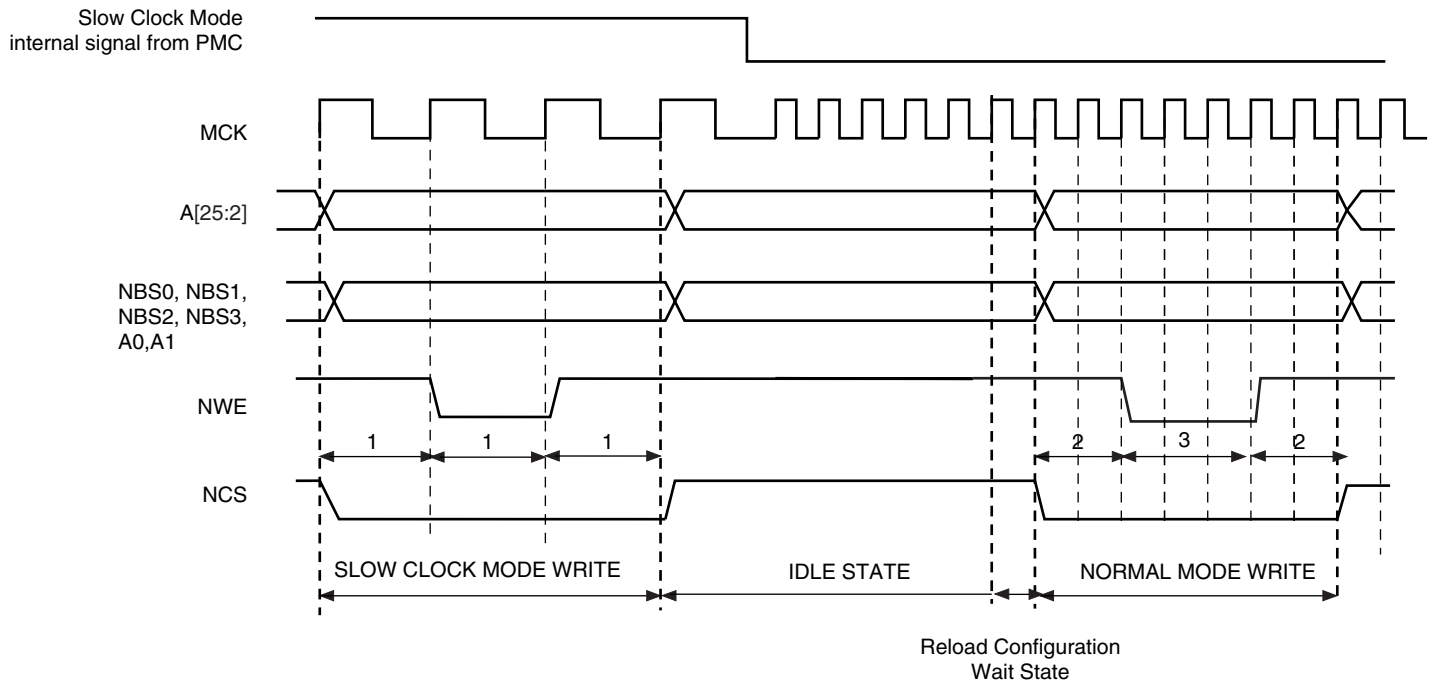 Slow Clock Mode
internal signal from PMC
MCK
A[25:2]
NBS0, NBS1,
NBS2, NBS3,
A0,A1
NWE
1 1 1 2 3 2
NCS
SLOW CLOCK MODE WRITE IDLE STATE NORMAL MODE WRITE
Reload Configuration
Wait State